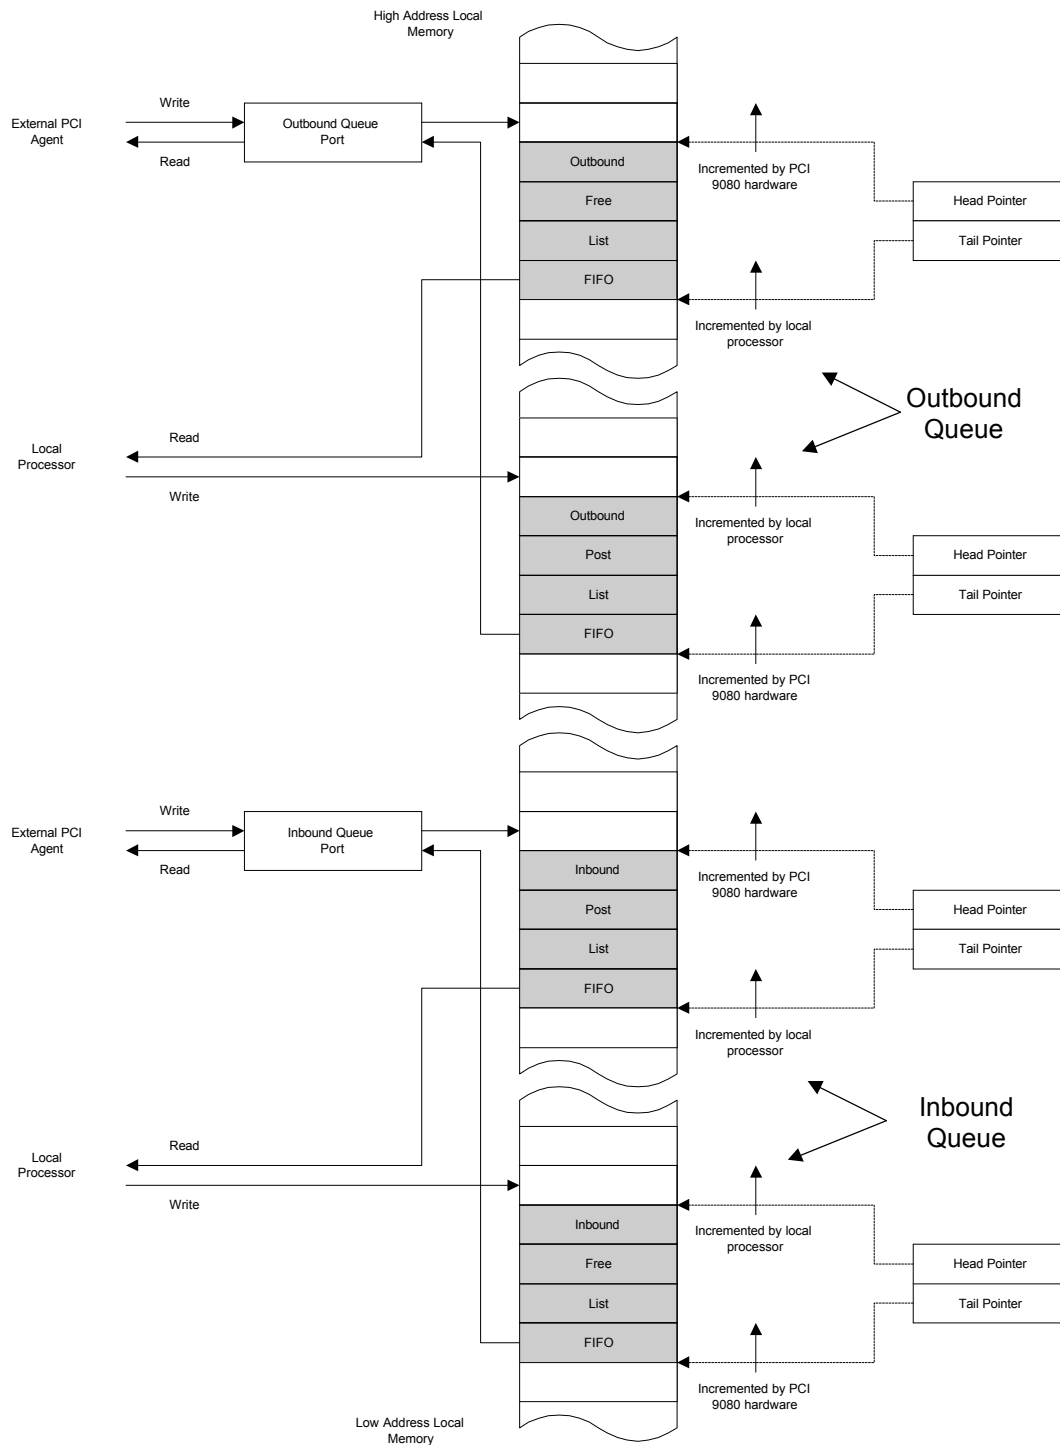 High Address Local
Memory
Write
External PCI
Agent
Outbound Queue
Port
Read
Outbound
Free
List
FIFO
Incremented by PCI
9080 hardware
Head Pointer
Tail Pointer
Incremented by local
processor
Outbound
Queue
Read
Local
Processor
Write
Outbound
Post
List
FIFO
Incremented by local
processor
Head Pointer
Tail Pointer
Incremented by PCI
9080 hardware
Write
External PCI
Agent
Inbound Queue
Port
Read
Inbound
Post
List
FIFO
Incremented by PCI
9080 hardware
Head Pointer
Tail Pointer
Incremented by local
processor
Inbound
Queue
Read
Local
Processor
Write
Inbound
Free
List
FIFO
Incremented by local
processor
Head Pointer
Tail Pointer
Incremented by PCI
9080 hardware
Low Address Local
Memory